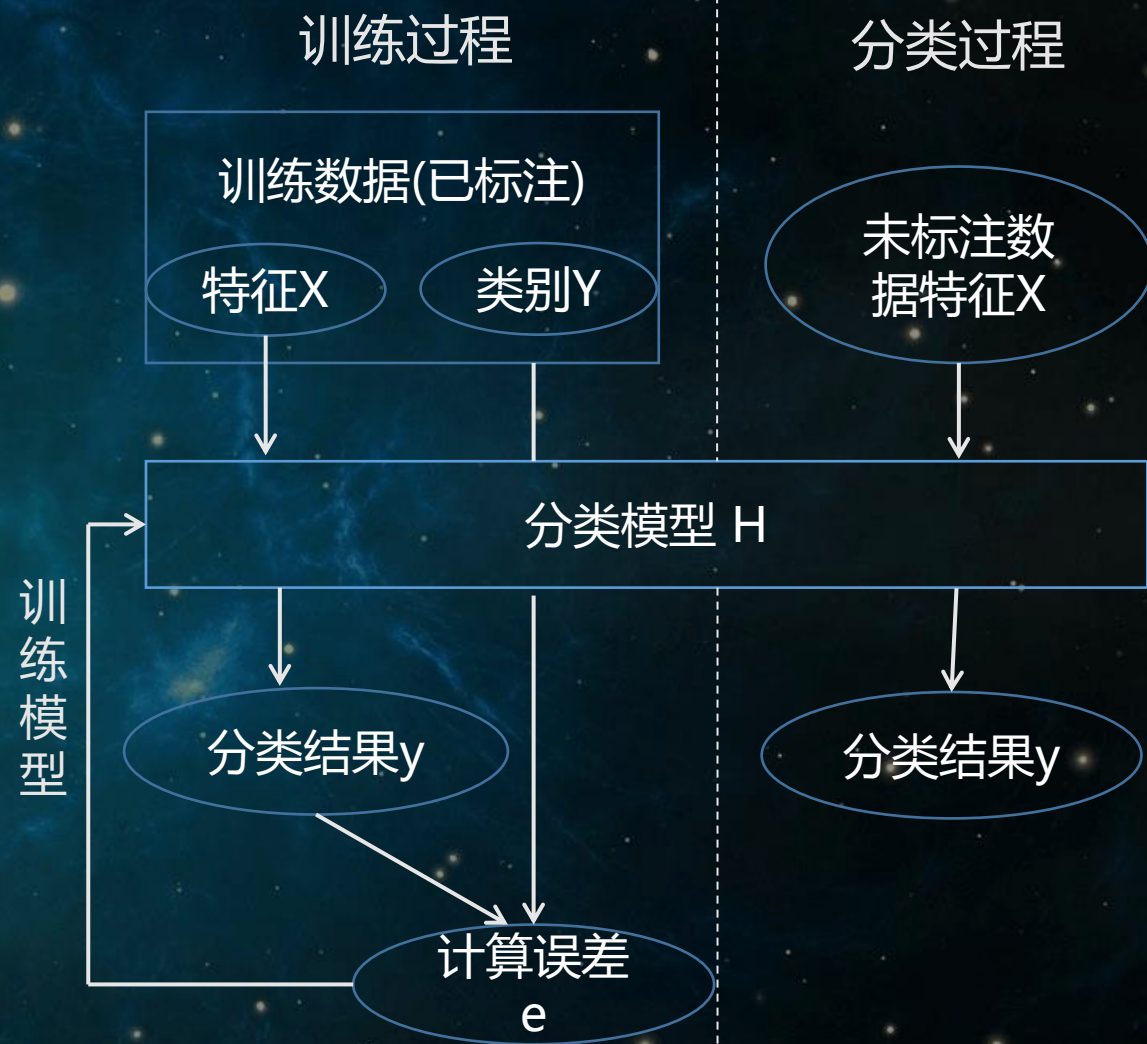 训练过程
分类过程
训练数据(已标注)
特征X
类别Y
未标注数
据特征X
分类模型 H
训
练
模
型
分类结果y
分类结果y
计算误差
e